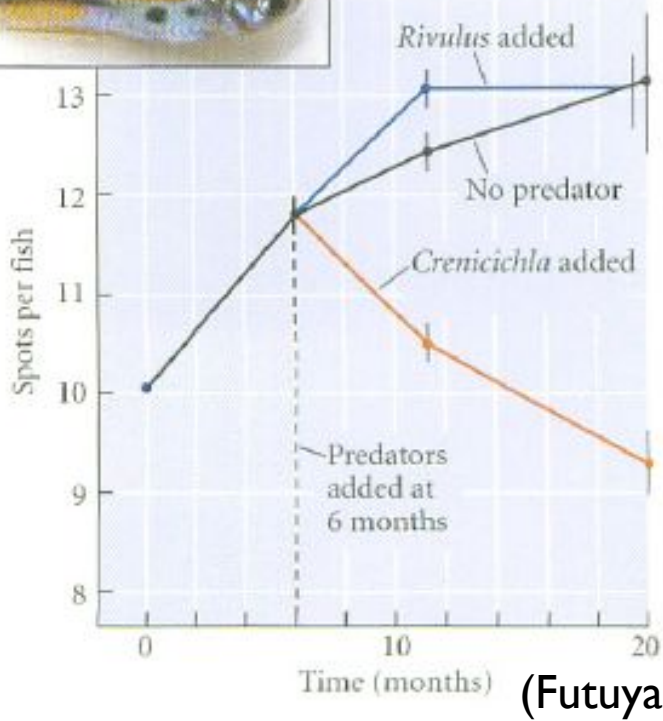 Rivulus added
13
No predator
12
Crenicichla added
11
Spots per fish
10
Predators
added at
6 months
9
8
0
10
20
Time (months)
(Futuya